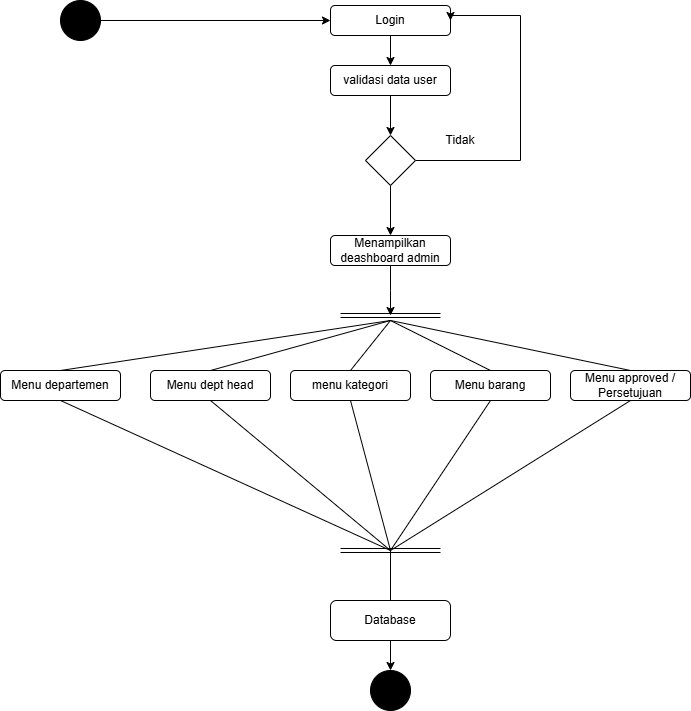 Login
validasi data user
Tidak
Menampilkan
deashboard admin
Menu departemen
Menu dept head
menu kategori
Menu barang
Menu approved /
Persetujuan
Database